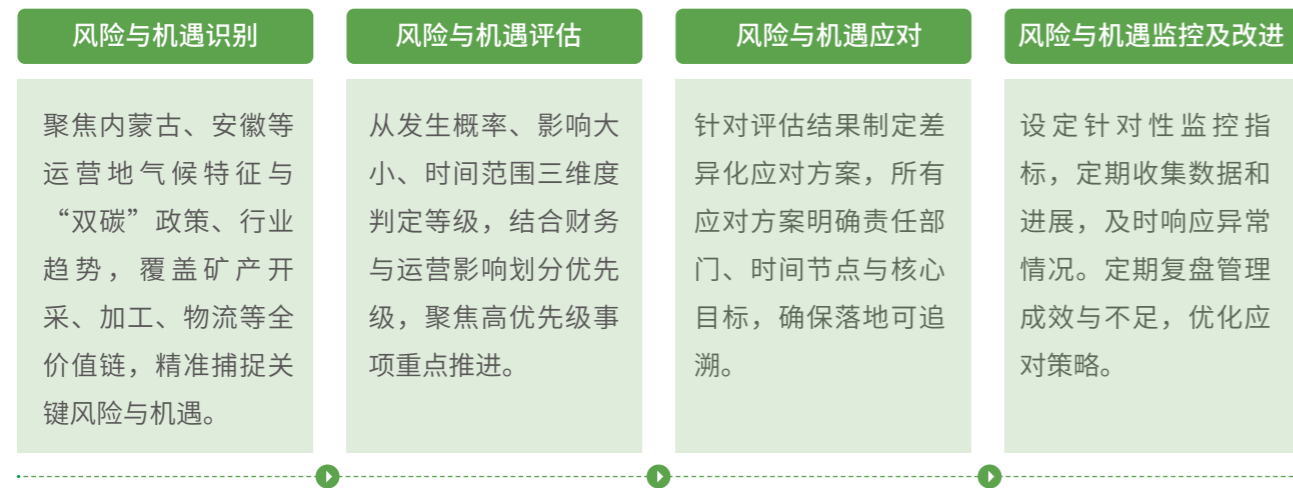 风险与机遇识别
聚焦内蒙古、安徽等
运营地气候特征与
“双碳”政策、行业
趋势，覆盖矿产开
采、加工、物流等全
价值链，精准捕捉关
键风险与机遇。
风险与机遇评估
从发生概率、影响大
小、时间范围三维度
判定等级，结合财务
与运营影响划分优先
级，聚焦高优先级事
项重点推进。
风险与机遇应对
针对评估结果制定差
异化应对方案，所有
应对方案明确责任部
门、时间节点与核心
目标，确保落地可追
溯。
风险与机遇监控及改进
设定针对性监控指
标，定期收集数据和
进展，及时响应异常
情况。定期复盘管理
成效与不足，优化应
对策略。